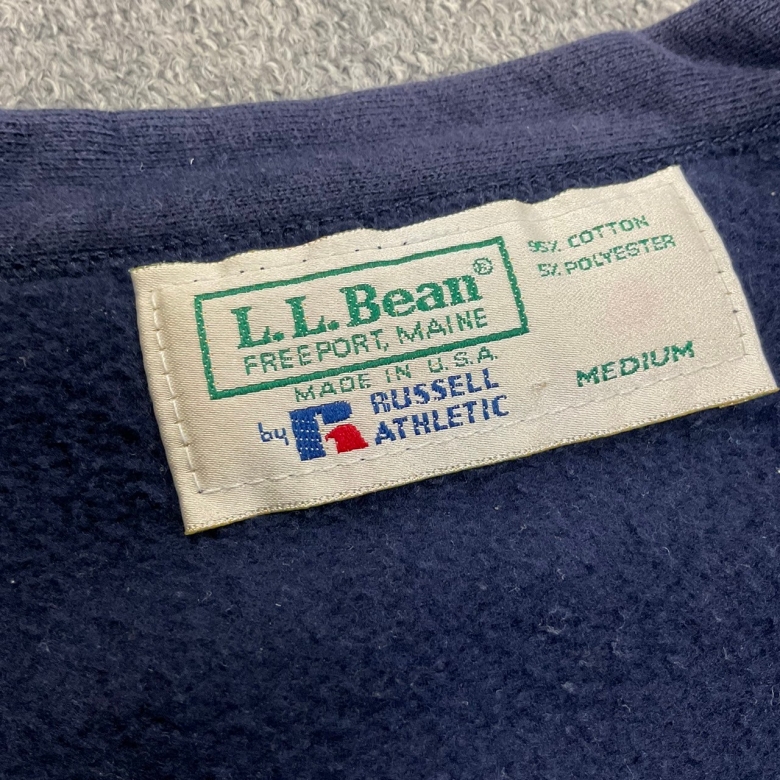 L.L.Bean®
FREEPORT, MAINE
MADE IN U.S.A.
by RUSSELL
ATHLETIC
95% COTTON
5% POLYESTER
MEDIUM